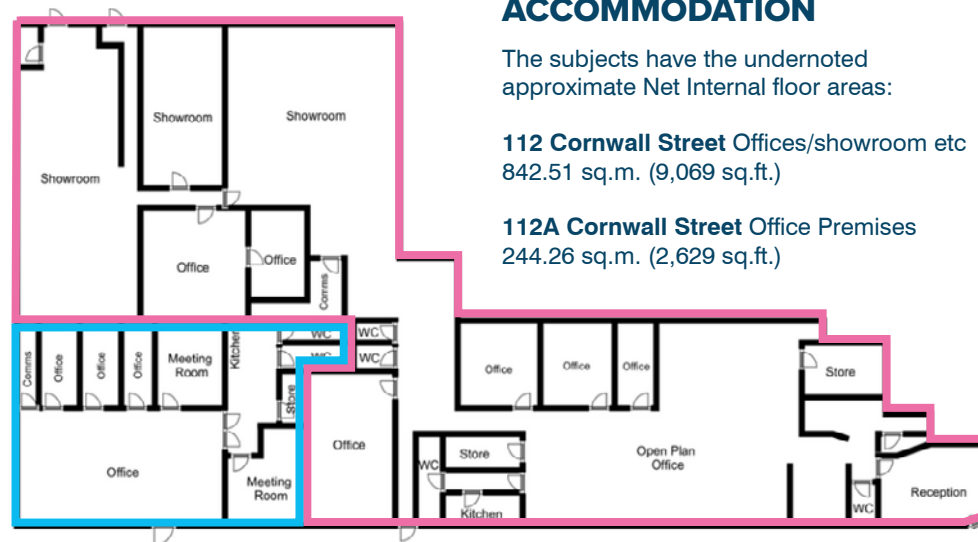 ACCOMMODATION
The subjects have the undernoted
approximate Net Internal floor areas:
112 Cornwall Street Offices/showroom etc
842.51 sq.m. (9,069 sq.ft.)
112A Cornwall Street Office Premises
244.26 sq.m. (2,629 sq.ft.)
Showroom
Showroom
Showroom
Office
Office
Comms
Comms
Office
Office
Office
Meeting
Room
Kitchen
WC
WC
WC
WC
Store
Office
Meeting
Room
Office
WC
Store
Kitchen
Office
Office
Office
Open Plan
Office
Store
WC
Reception